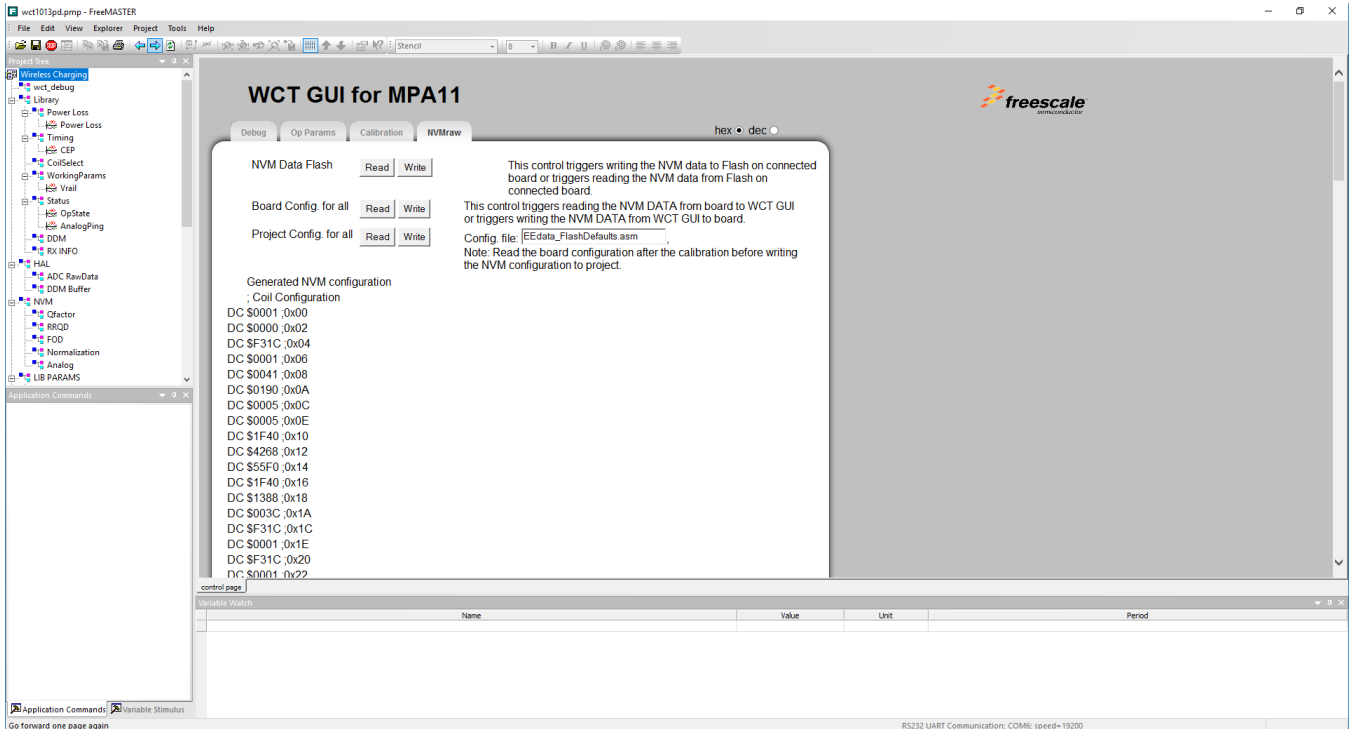 wct1013pd.pmp - FreeMASTER
File Edit View Explorer Project Tools Help
Stencil 8 B I U
Project Tree
Wireless Charging
wct_debug
Library
Power Loss
Power Loss
Timing
CEP
CoilSelect
WorkingParams
Vrail
Status
OpState
AnalogPing
DDM
RX INFO
HAL
ADC RawData
DDM Buffer
NVM
Qfactor
RRQD
FOD
Normalization
Analog
LIB PARAMS
Application Commands
Application Commands Variable Stimulus
WCT GUI for MPA11
freescale
semiconductor
Debug Op Params Calibration NVMraw
hex dec
NVM Data Flash Read Write
This control triggers writing the NVM data to Flash on connected
board or triggers reading the NVM data from Flash on
connected board.
Board Config. for all Read Write
This control triggers reading the NVM DATA from board to WCT GUI
or triggers writing the NVM DATA from WCT GUI to board.
Project Config. for all Read Write
Config. file: EEdata_FlashDefaults.asm ,
Note: Read the board configuration after the calibration before writing
the NVM configuration to project.
Generated NVM configuration
; Coil Configuration
DC $0001 ;0x00
DC $0000 ;0x02
DC $F31C ;0x04
DC $0001 ;0x06
DC $0041 ;0x08
DC $0190 ;0x0A
DC $0005 ;0x0C
DC $0005 ;0x0E
DC $1F40 ;0x10
DC $4268 ;0x12
DC $55F0 ;0x14
DC $1F40 ;0x16
DC $1388 ;0x18
DC $003C ;0x1A
DC $F31C ;0x1C
DC $0001 ;0x1E
DC $F31C ;0x20
DC $0001 ;0x22
control page
Variable Watch
Name Value Unit Period
Go forward one page again
RS232 UART Communication; COM6; speed=19200